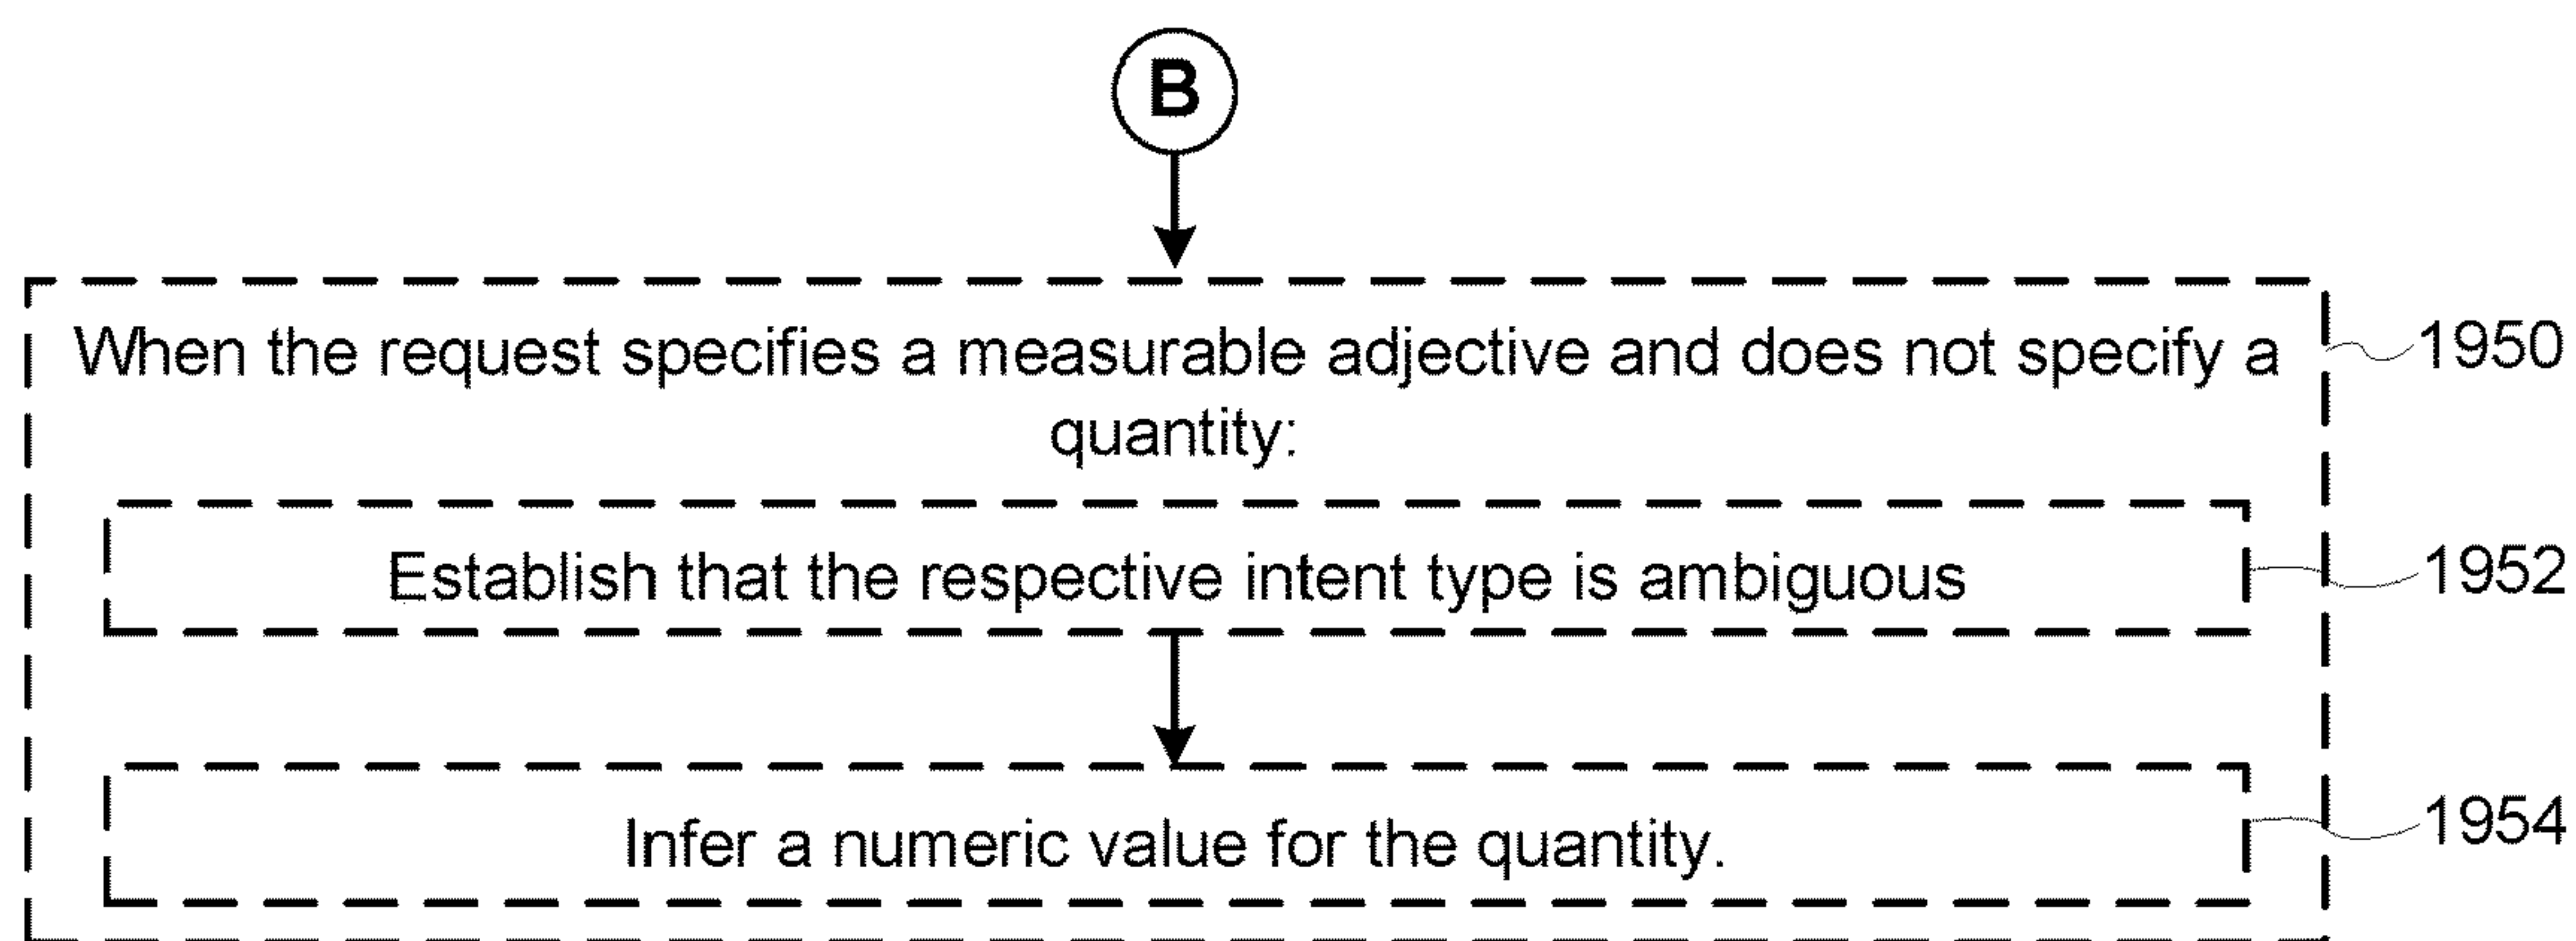 B
When the request specifies a measurable adjective and does not specify a
quantity:
1950
Establish that the respective intent type is ambiguous
1952
Infer a numeric value for the quantity.
1954